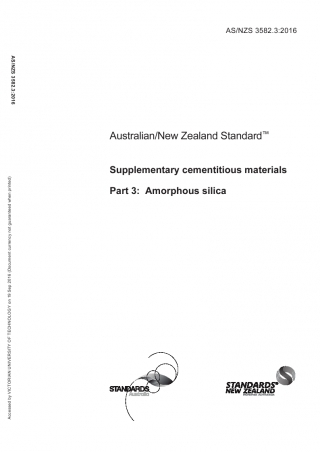 AS/NZS 3582.3:2016
AS/NZS 3582.3:2016
Australian/New Zealand Standard™
Supplementary cementitious materials
Part 3: Amorphous silica
Accessed by VICTORIAN UNIVERSITY OF TECHNOLOGY on 16 Sep 2016 (Document currency not guaranteed when printed)
STANDARDS
Australia
STANDARDS
NEW ZEALAND